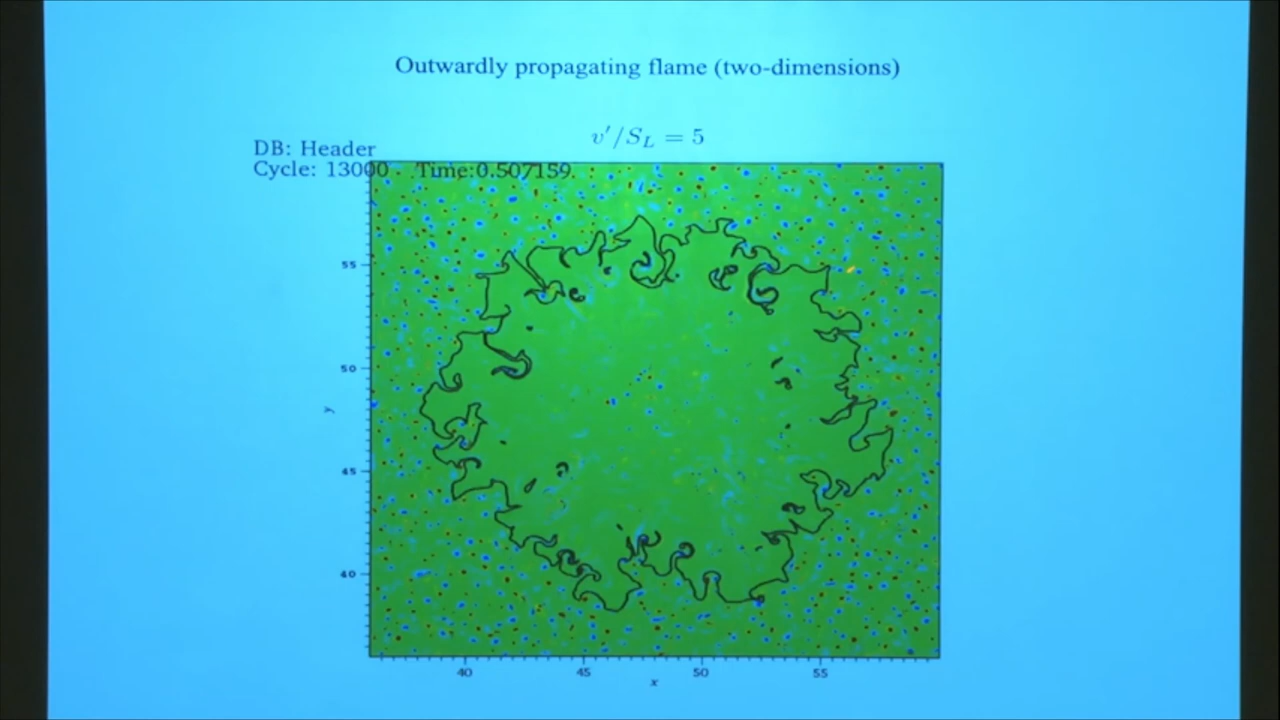 Outwardly propagating flame (two-dimensions)
v′/S_L = 5
DB: Header
Cycle: 13000 Time:0.507159
55
50
45
40
y
40 45 50 55
x